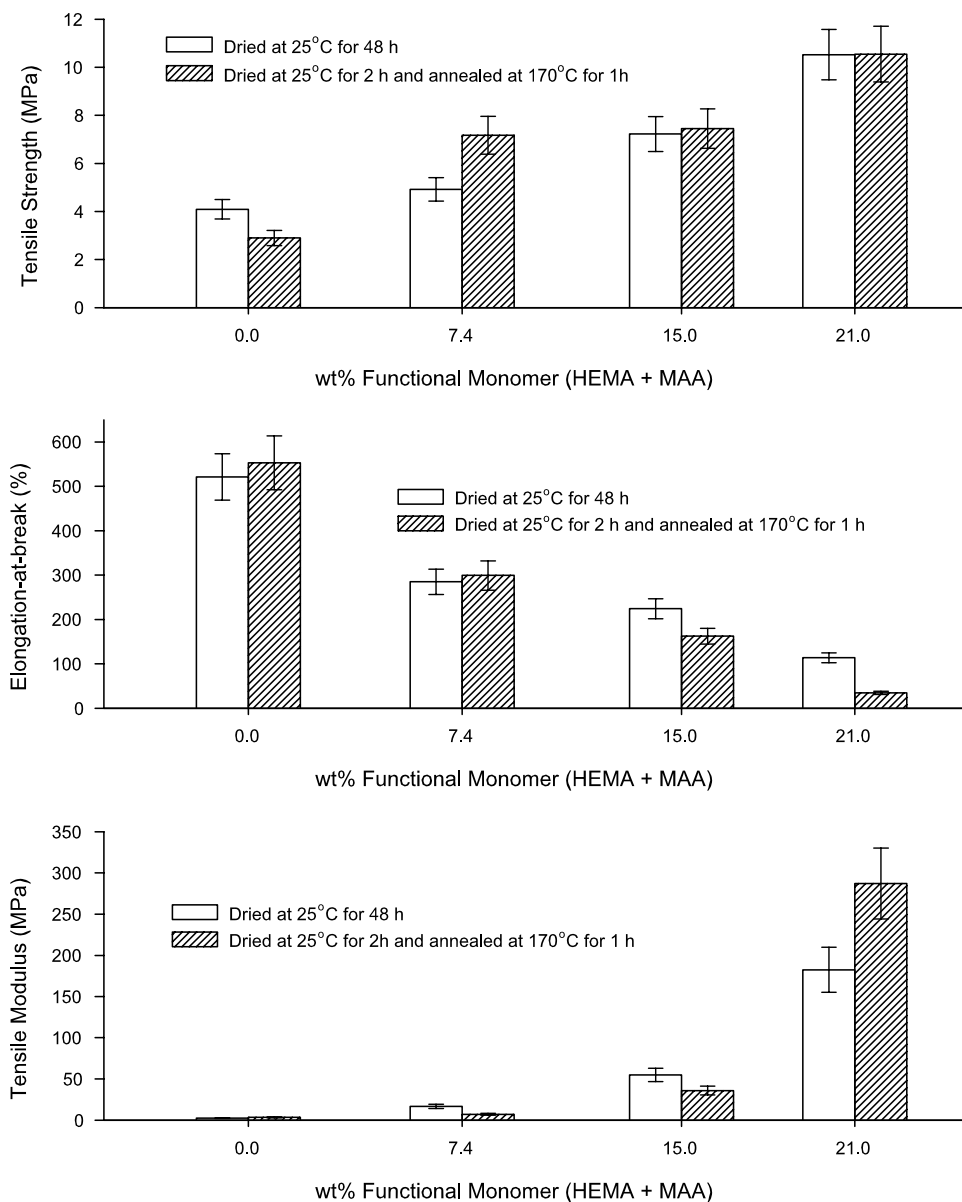 12
10
8
6
4
2
0
Tensile Strength (MPa)
Dried at 25°C for 48 h
Dried at 25°C for 2 h and annealed at 170°C for 1h
0.0 7.4 15.0 21.0
wt% Functional Monomer (HEMA + MAA)
600
500
400
300
200
100
0
Elongation-at-break (%)
Dried at 25°C for 48 h
Dried at 25°C for 2 h and annealed at 170°C for 1 h
0.0 7.4 15.0 21.0
wt% Functional Monomer (HEMA + MAA)
350
300
250
200
150
100
50
0
Tensile Modulus (MPa)
Dried at 25°C for 48 h
Dried at 25°C for 2h and annealed at 170°C for 1 h
0.0 7.4 15.0 21.0
wt% Functional Monomer (HEMA + MAA)